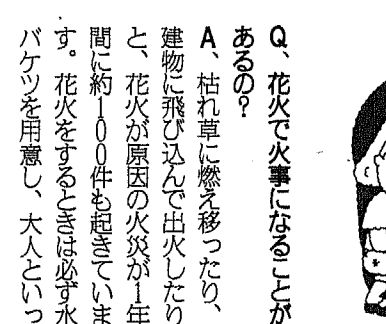 Q、花火で火事になることが
あるの？
A、枯れ草に燃え移ったり、
建物に飛び込んで出火したり
と、花火が原因の火災が1年
間に約100件も起きていま
す。花火をするときは必ず水
バケツを用意し、大人といっ